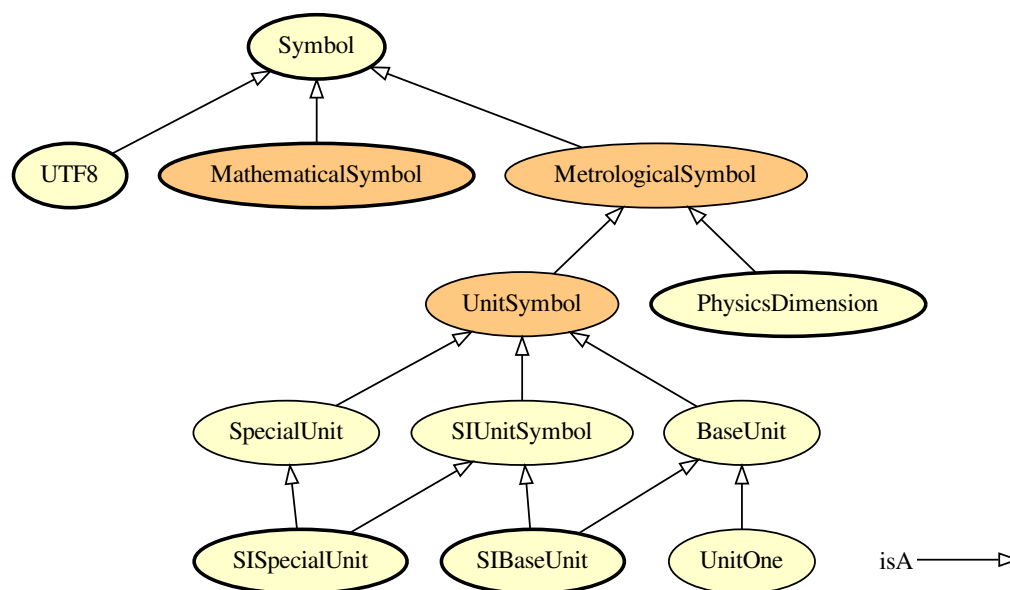 Symbol
UTF8
MathematicalSymbol
MetrologicalSymbol
UnitSymbol
PhysicsDimension
SpecialUnit
SIUnitSymbol
BaseUnit
SISpecialUnit
SIBaseUnit
UnitOne
isA